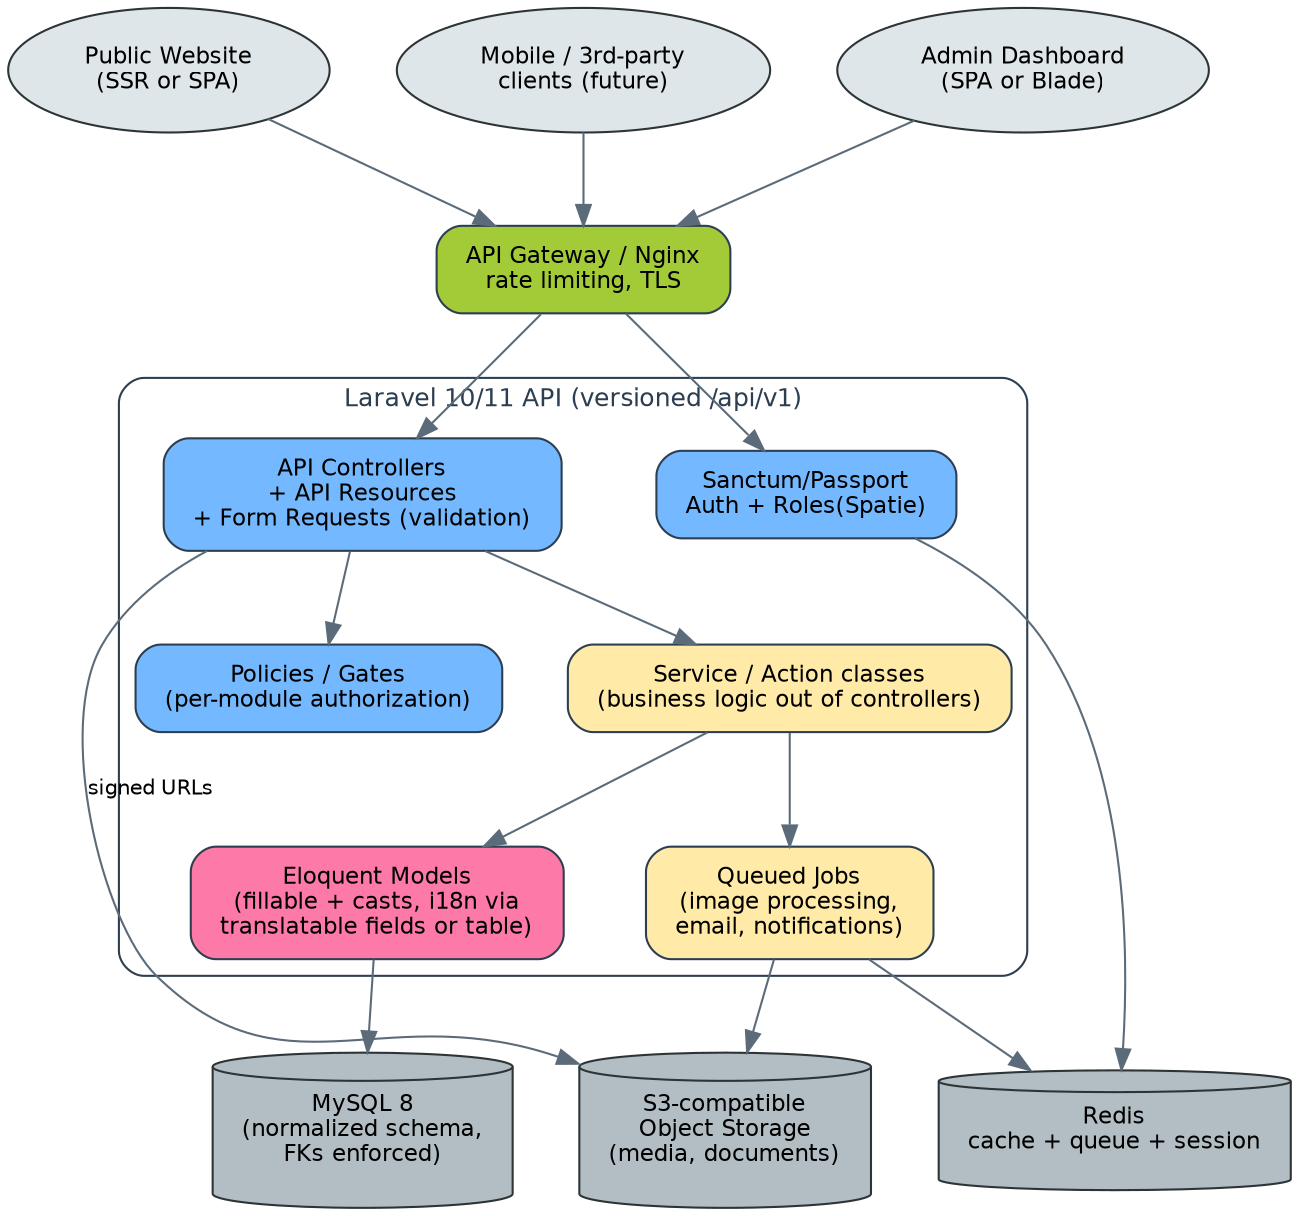 Public Website
(SSR or SPA)
Mobile / 3rd-party
clients (future)
Admin Dashboard
(SPA or Blade)
API Gateway / Nginx
rate limiting, TLS
Laravel 10/11 API (versioned /api/v1)
API Controllers
+ API Resources
+ Form Requests (validation)
Sanctum/Passport
Auth + Roles(Spatie)
Policies / Gates
(per-module authorization)
Service / Action classes
(business logic out of controllers)
signed URLs
Eloquent Models
(fillable + casts, i18n via
translatable fields or table)
Queued Jobs
(image processing,
email, notifications)
MySQL 8
(normalized schema,
FKs enforced)
S3-compatible
Object Storage
(media, documents)
Redis
cache + queue + session